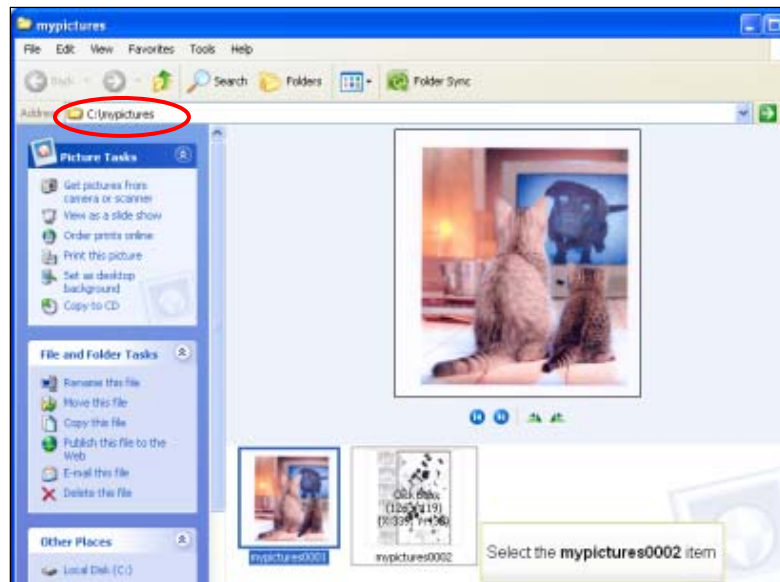 mypictures
File Edit View Favorites Tools Help
Back Search Folders Folder Sync
Address C:\mypictures
Picture Tasks
Get pictures from
camera or scanner
View as a slide show
Order prints online
Print this picture
Set as desktop
background
Copy to CD
File and Folder Tasks
Rename this file
Move this file
Copy this file
Publish this file to the
Web
E-mail this file
Delete this file
Other Places
Local Disk (C:)
mypictures0001
mypictures0002
Select the mypictures0002 item